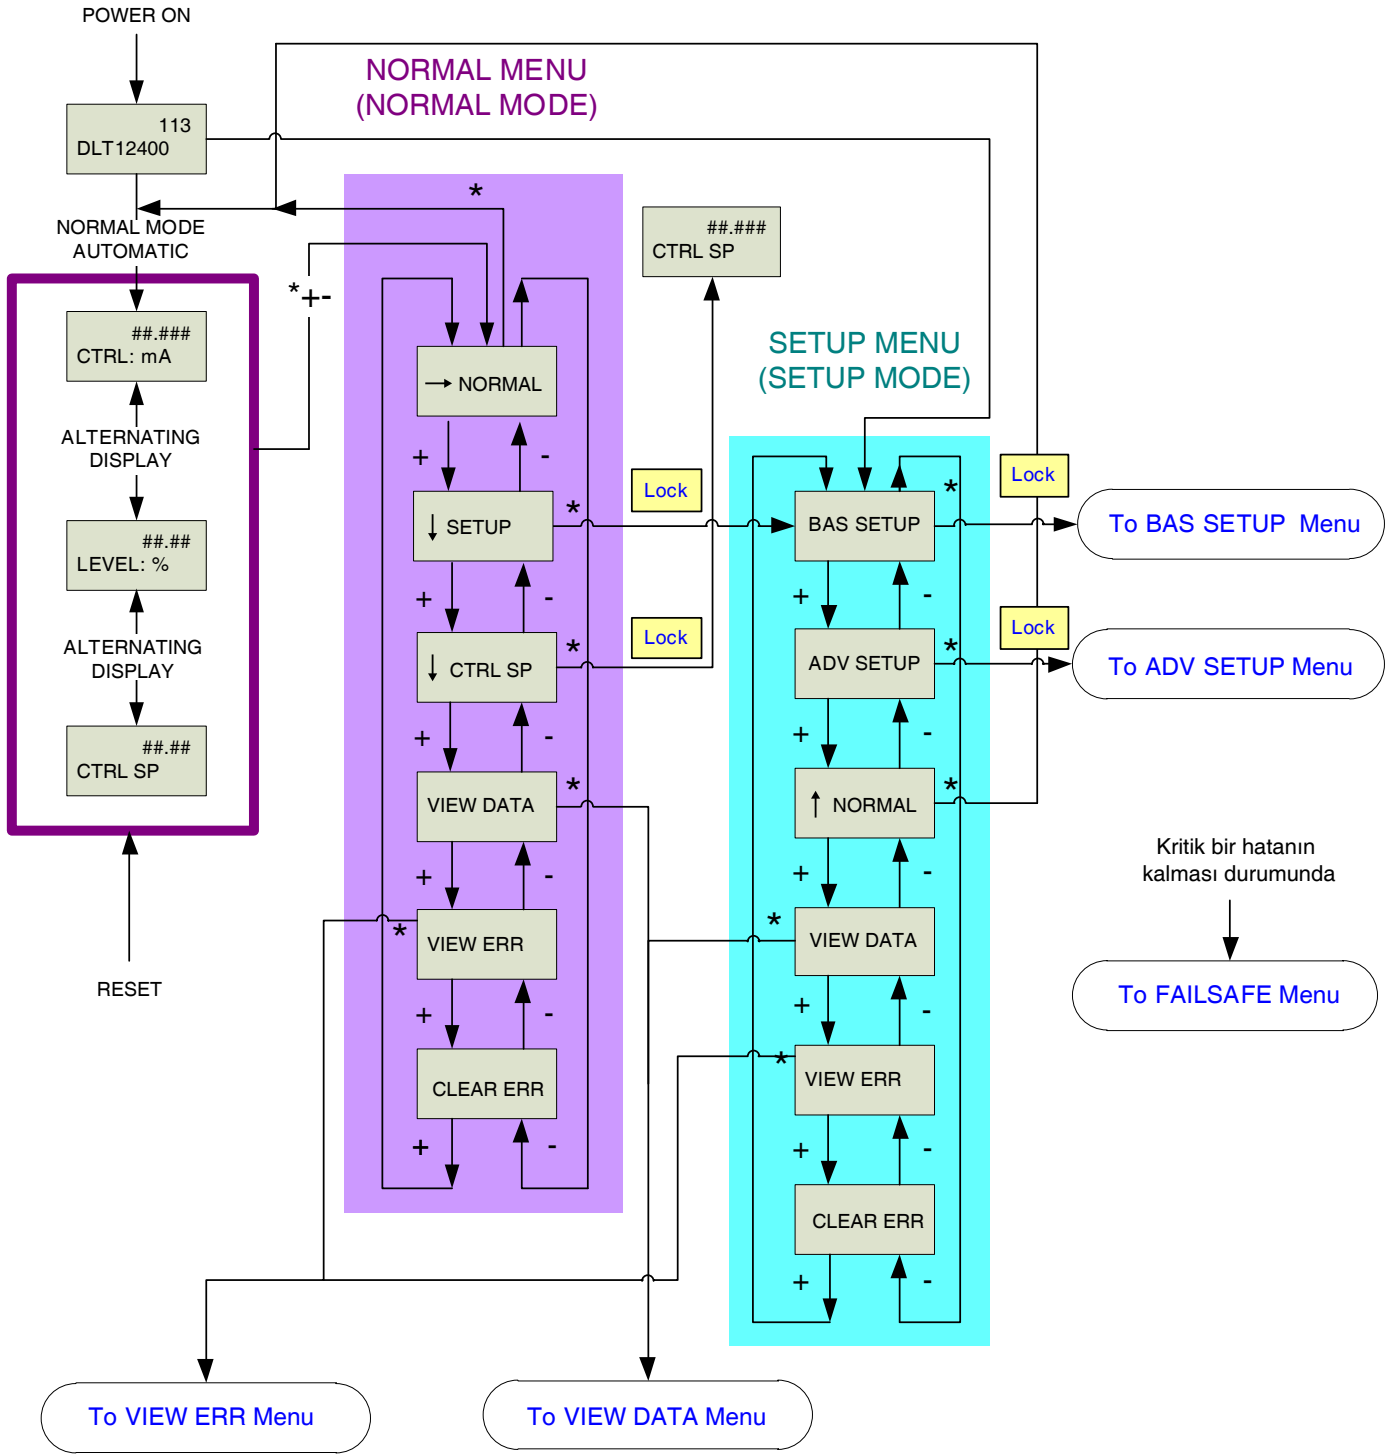 POWER ON
NORMAL MENU
(NORMAL MODE)
113
DLT12400
*
NORMAL MODE
AUTOMATIC
##.###
CTRL SP
*+-
##.###
CTRL: mA
SETUP MENU
(SETUP MODE)
→ NORMAL
ALTERNATING
DISPLAY
+
-
Lock
Lock
*
*
↓ SETUP
BAS SETUP
To BAS SETUP Menu
##.##
LEVEL: %
+
-
+
-
Lock
Lock
ALTERNATING
DISPLAY
*
*
↓ CTRL SP
ADV SETUP
To ADV SETUP Menu
##.##
CTRL SP
+
-
+
-
*
*
VIEW DATA
↑ NORMAL
Kritik bir hatanın
kalması durumunda
+
-
+
-
*
*
VIEW ERR
VIEW DATA
RESET
To FAILSAFE Menu
+
-
+
-
*
CLEAR ERR
VIEW ERR
+
-
+
-
CLEAR ERR
+
-
To VIEW ERR Menu
To VIEW DATA Menu